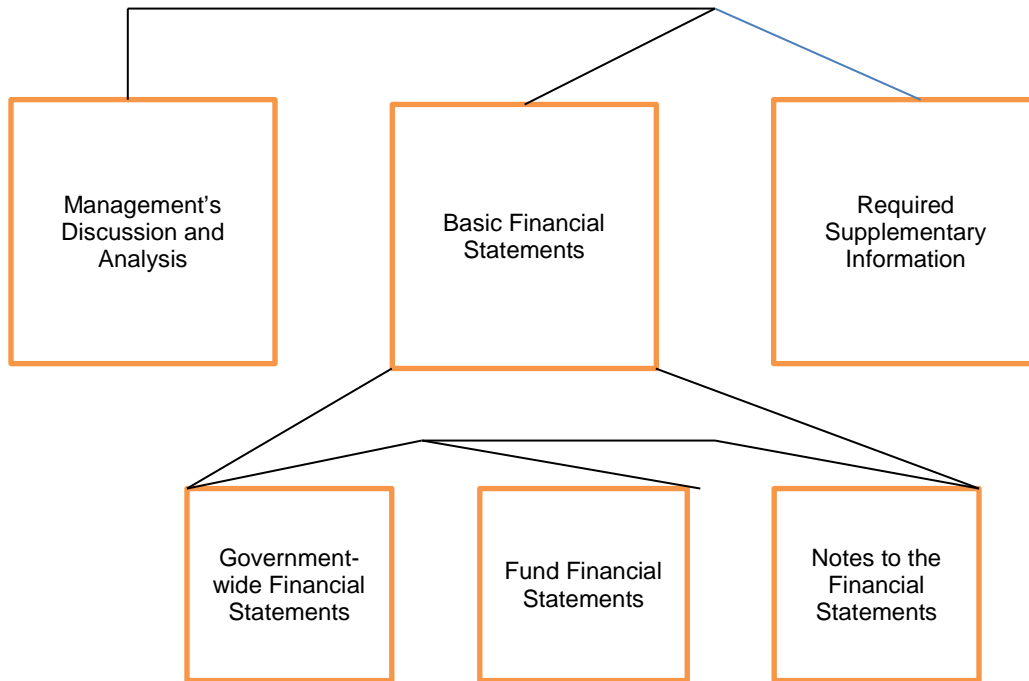 Management’s
Discussion and
Analysis
Basic Financial
Statements
Required
Supplementary
Information
Government-
wide Financial
Statements
Fund Financial
Statements
Notes to the
Financial
Statements